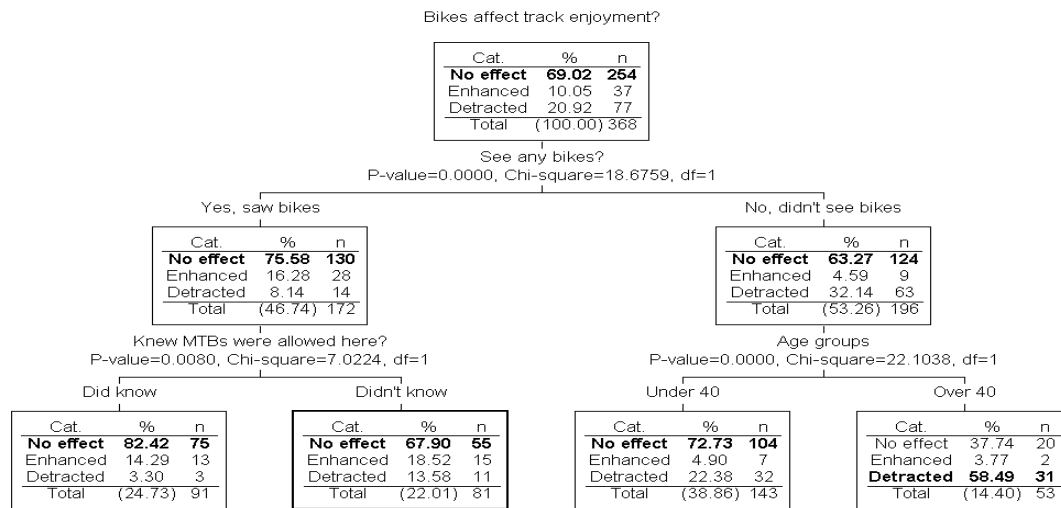 Bikes affect track enjoyment?
Cat. % n
No effect 69.02 254
Enhanced 10.05 37
Detracted 20.92 77
Total (100.00) 368
See any bikes?
P-value=0.0000, Chi-square=18.6759, df=1
Yes, saw bikes
Cat. % n
No effect 75.58 130
Enhanced 16.28 28
Detracted 8.14 14
Total (46.74) 172
No, didn't see bikes
Cat. % n
No effect 63.27 124
Enhanced 4.59 9
Detracted 32.14 63
Total (53.26) 196
Knew MTBs were allowed here?
P-value=0.0080, Chi-square=7.0224, df=1
Age groups
P-value=0.0000, Chi-square=22.1038, df=1
Did know
Cat. % n
No effect 82.42 75
Enhanced 14.29 13
Detracted 3.30 3
Total (24.73) 91
Didn't know
Cat. % n
No effect 67.90 55
Enhanced 18.52 15
Detracted 13.58 11
Total (22.01) 81
Under 40
Cat. % n
No effect 72.73 104
Enhanced 4.90 7
Detracted 22.38 32
Total (38.86) 143
Over 40
Cat. % n
No effect 37.74 20
Enhanced 3.77 2
Detracted 58.49 31
Total (14.40) 53